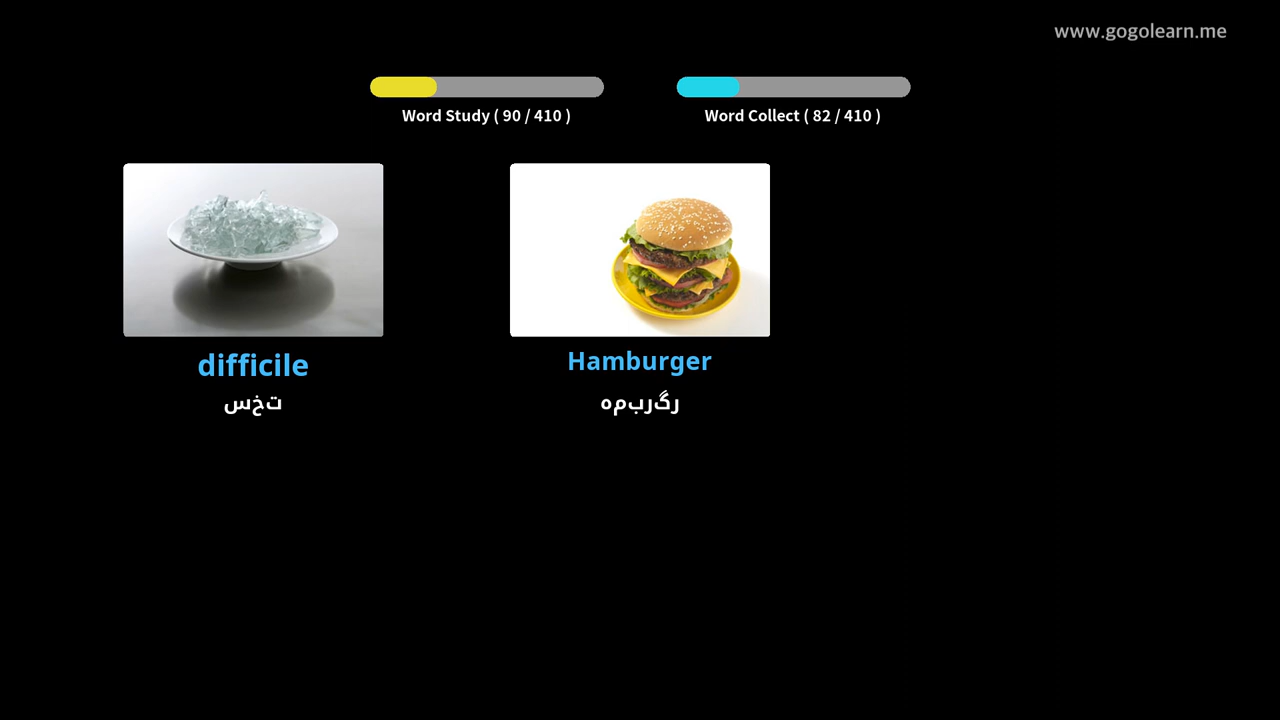 www.gogolearn.me
Word Study ( 90 / 410 )
Word Collect ( 82 / 410 )
difficile
تخس
Hamburger
رگربمه